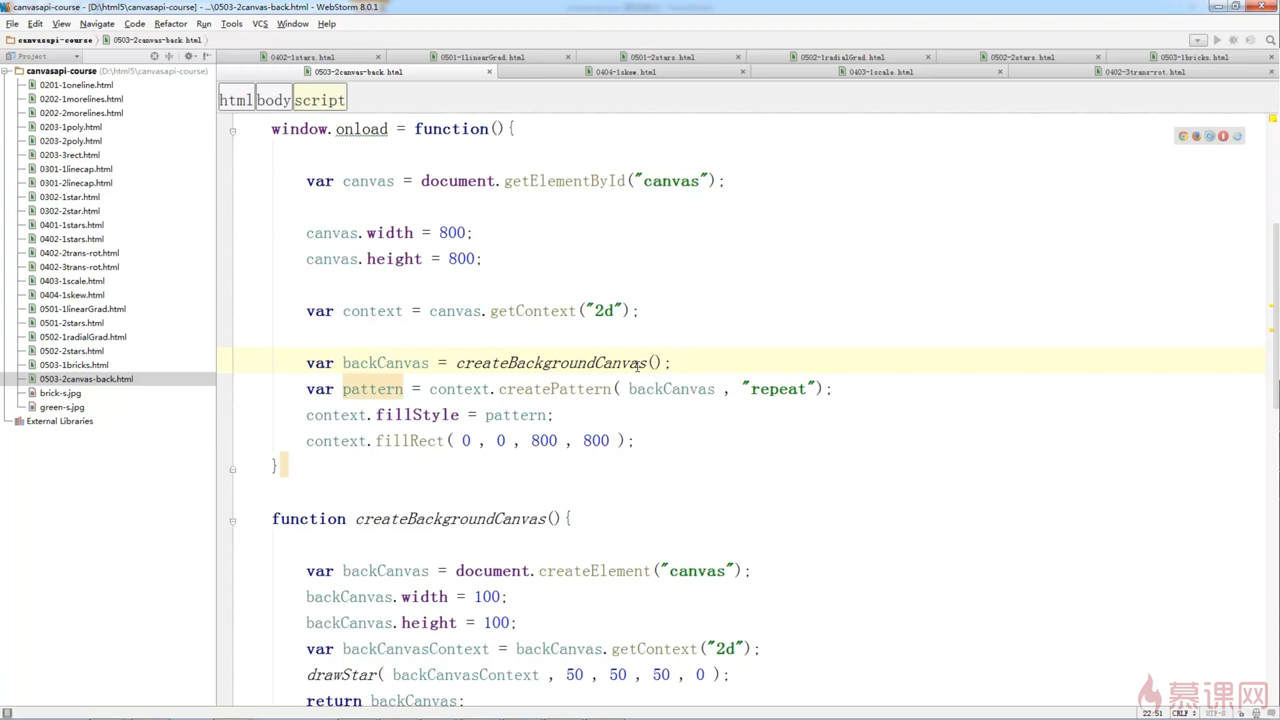 canvasapi-course - [D:\html5\canvasapi-course] - ...\0503-2canvas-back.html - WebStorm 8.0.1
File Edit View Navigate Code Refactor Run Tools VCS Window Help
canvasapi-course 0503-2canvas-back.html
Project
0402-1stars.html 0501-1linearGrad.html 0501-2stars.html 0502-1radialGrad.html 0502-2stars.html 0503-1bricks.html
0503-2canvas-back.html 0404-1skew.html 0403-1scale.html 0402-3trans-rot.html
canvasapi-course (D:\html5\canvasapi-course)
0201-1oneline.html
0202-1morelines.html
0202-2morelines.html
0203-1poly.html
0203-2poly.html
0203-3rect.html
0301-1linecap.html
0301-2linecap.html
0302-1star.html
0302-2star.html
0401-1stars.html
0402-1stars.html
0402-2trans-rot.html
0402-3trans-rot.html
0403-1scale.html
0404-1skew.html
0501-1linearGrad.html
0501-2stars.html
0502-1radialGrad.html
0502-2stars.html
0503-1bricks.html
0503-2canvas-back.html
brick-s.jpg
green-s.jpg
External Libraries
html body script
window.onload = function(){
var canvas = document.getElementById("canvas");
canvas.width = 800;
canvas.height = 800;
var context = canvas.getContext("2d");
var backCanvas = createBackgroundCanvas();
var pattern = context.createPattern( backCanvas , "repeat");
context.fillStyle = pattern;
context.fillRect( 0 , 0 , 800 , 800 );
}
function createBackgroundCanvas(){
var backCanvas = document.createElement("canvas");
backCanvas.width = 100;
backCanvas.height = 100;
var backCanvasContext = backCanvas.getContext("2d");
drawStar( backCanvasContext , 50 , 50 , 50 , 0 );
return backCanvas;
慕课网
22:51 CRLF UTF-8